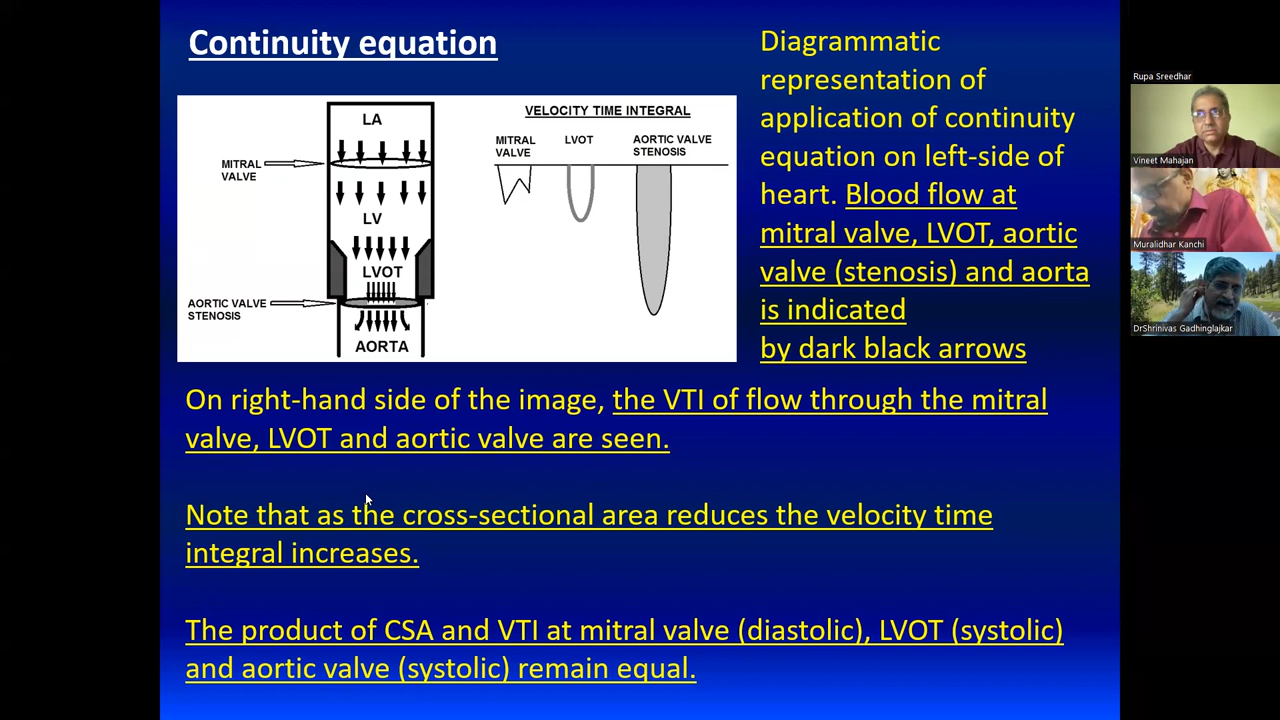 Continuity equation
LA
MITRAL
VALVE
LV
LVOT
AORTIC VALVE
STENOSIS
AORTA
VELOCITY TIME INTEGRAL
MITRAL
VALVE
LVOT
AORTIC VALVE
STENOSIS
Diagrammatic
representation of
application of continuity
equation on left-side of
heart. Blood flow at
mitral valve, LVOT, aortic
valve (stenosis) and aorta
is indicated
by dark black arrows
On right-hand side of the image, the VTI of flow through the mitral
valve, LVOT and aortic valve are seen.
Note that as the cross-sectional area reduces the velocity time
integral increases.
The product of CSA and VTI at mitral valve (diastolic), LVOT (systolic)
and aortic valve (systolic) remain equal.
Rupa Sreedhar
Vineet Mahajan
Muralidhar Kanchi
DrShrinivas Gadhinglajkar